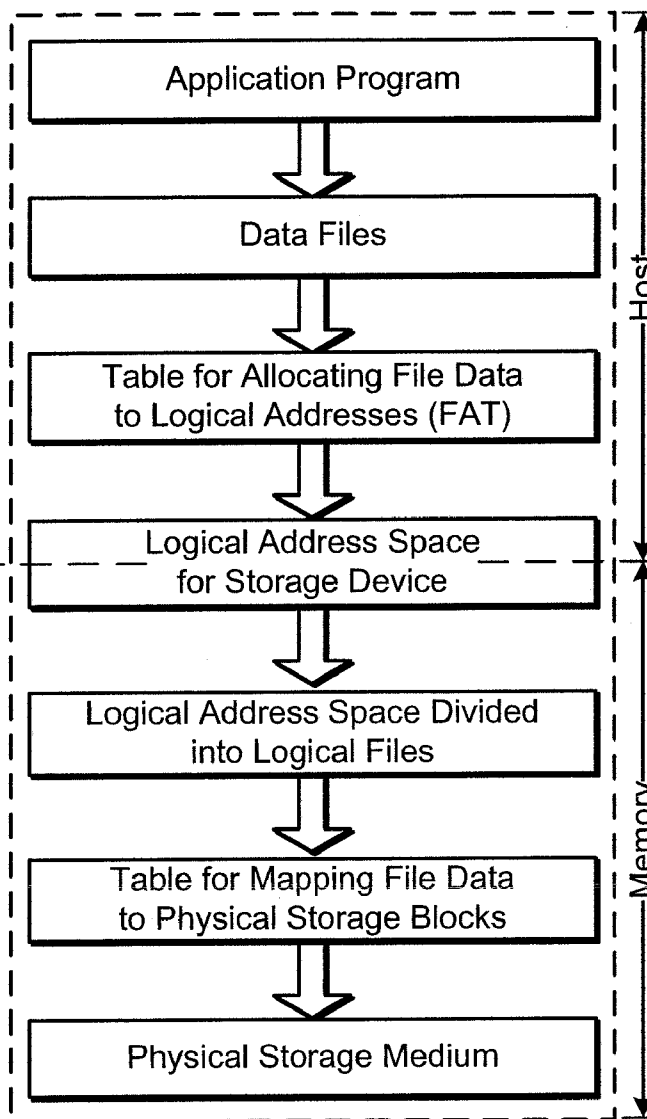 Application Program
Data Files
Table for Allocating File Data
to Logical Addresses (FAT)
Logical Address Space
for Storage Device
Logical Address Space Divided
into Logical Files
Table for Mapping File Data
to Physical Storage Blocks
Physical Storage Medium
Host
Memory